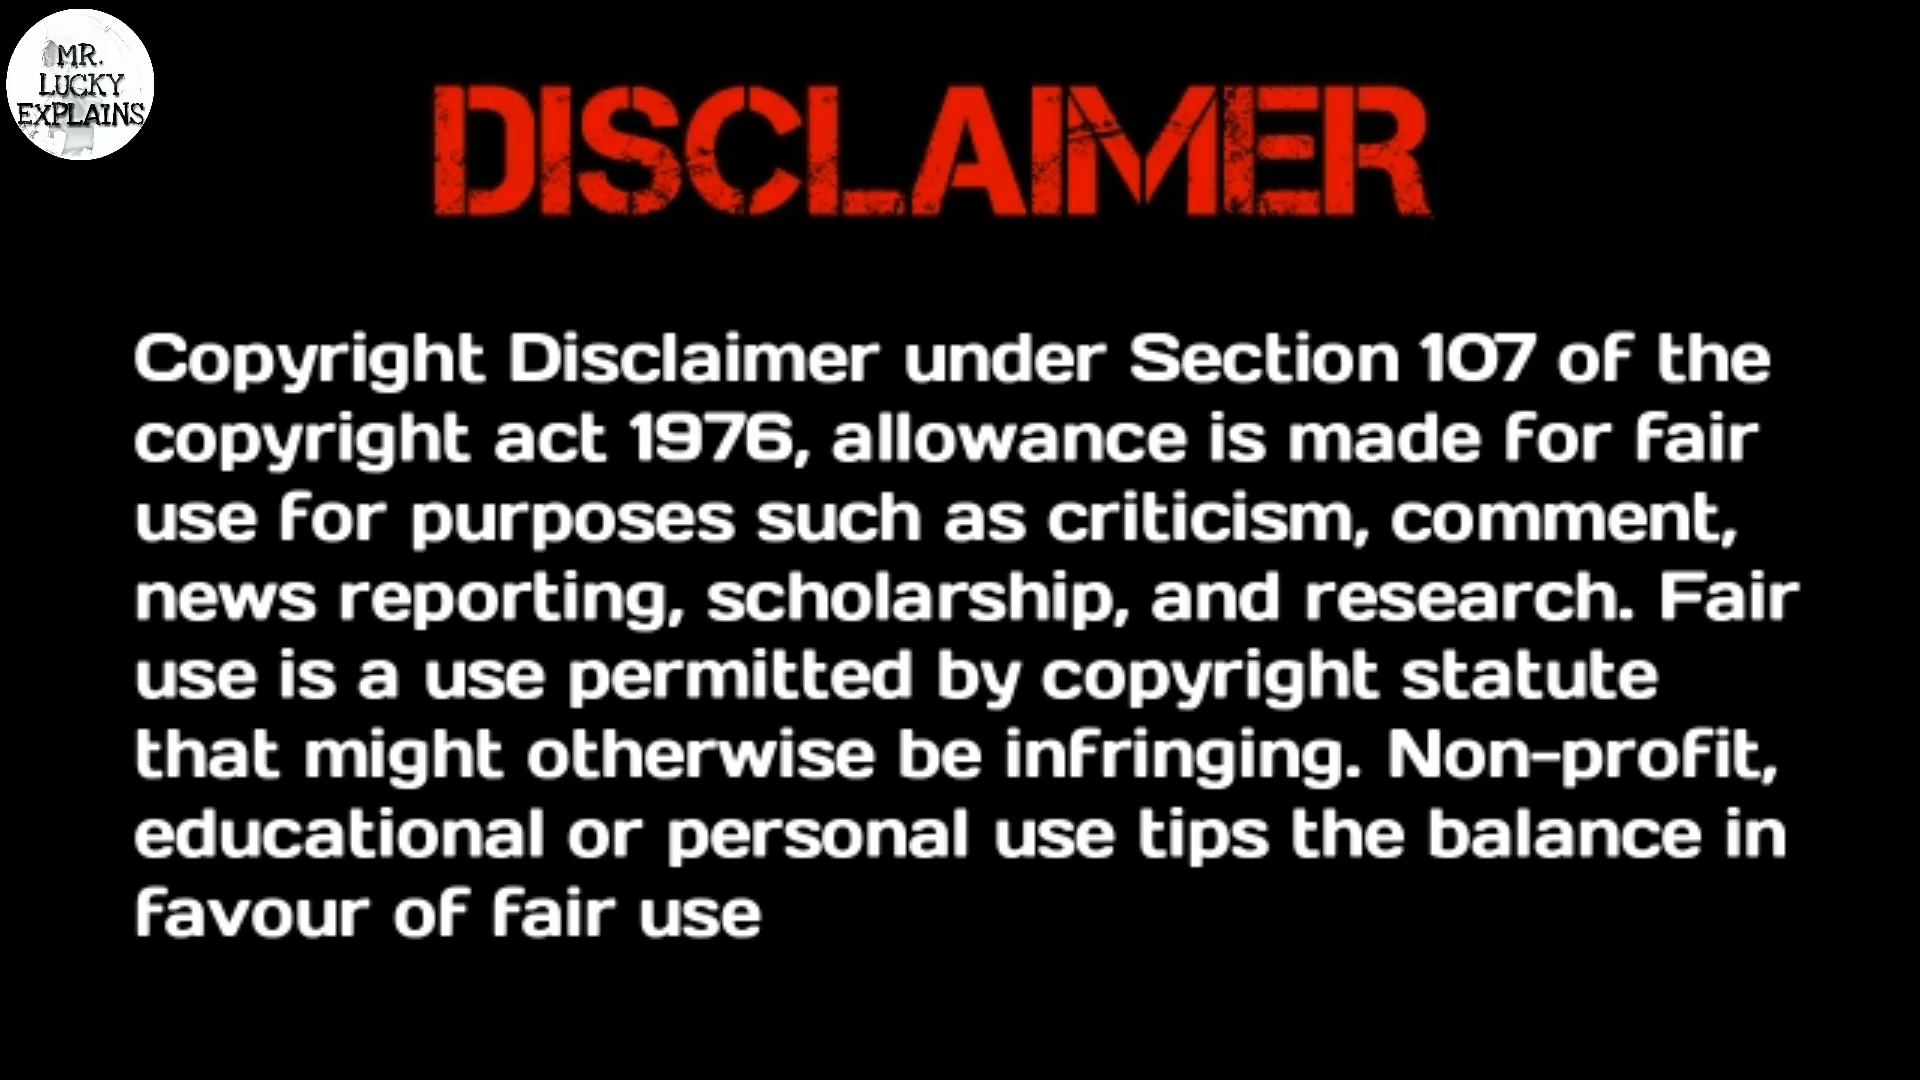 MR.
LUCKY
EXPLAINS
DISCLAIMER
Copyright Disclaimer under Section 107 of the
copyright act 1976, allowance is made for fair
use for purposes such as criticism, comment,
news reporting, scholarship, and research. Fair
use is a use permitted by copyright statute
that might otherwise be infringing. Non-profit,
educational or personal use tips the balance in
favour of fair use